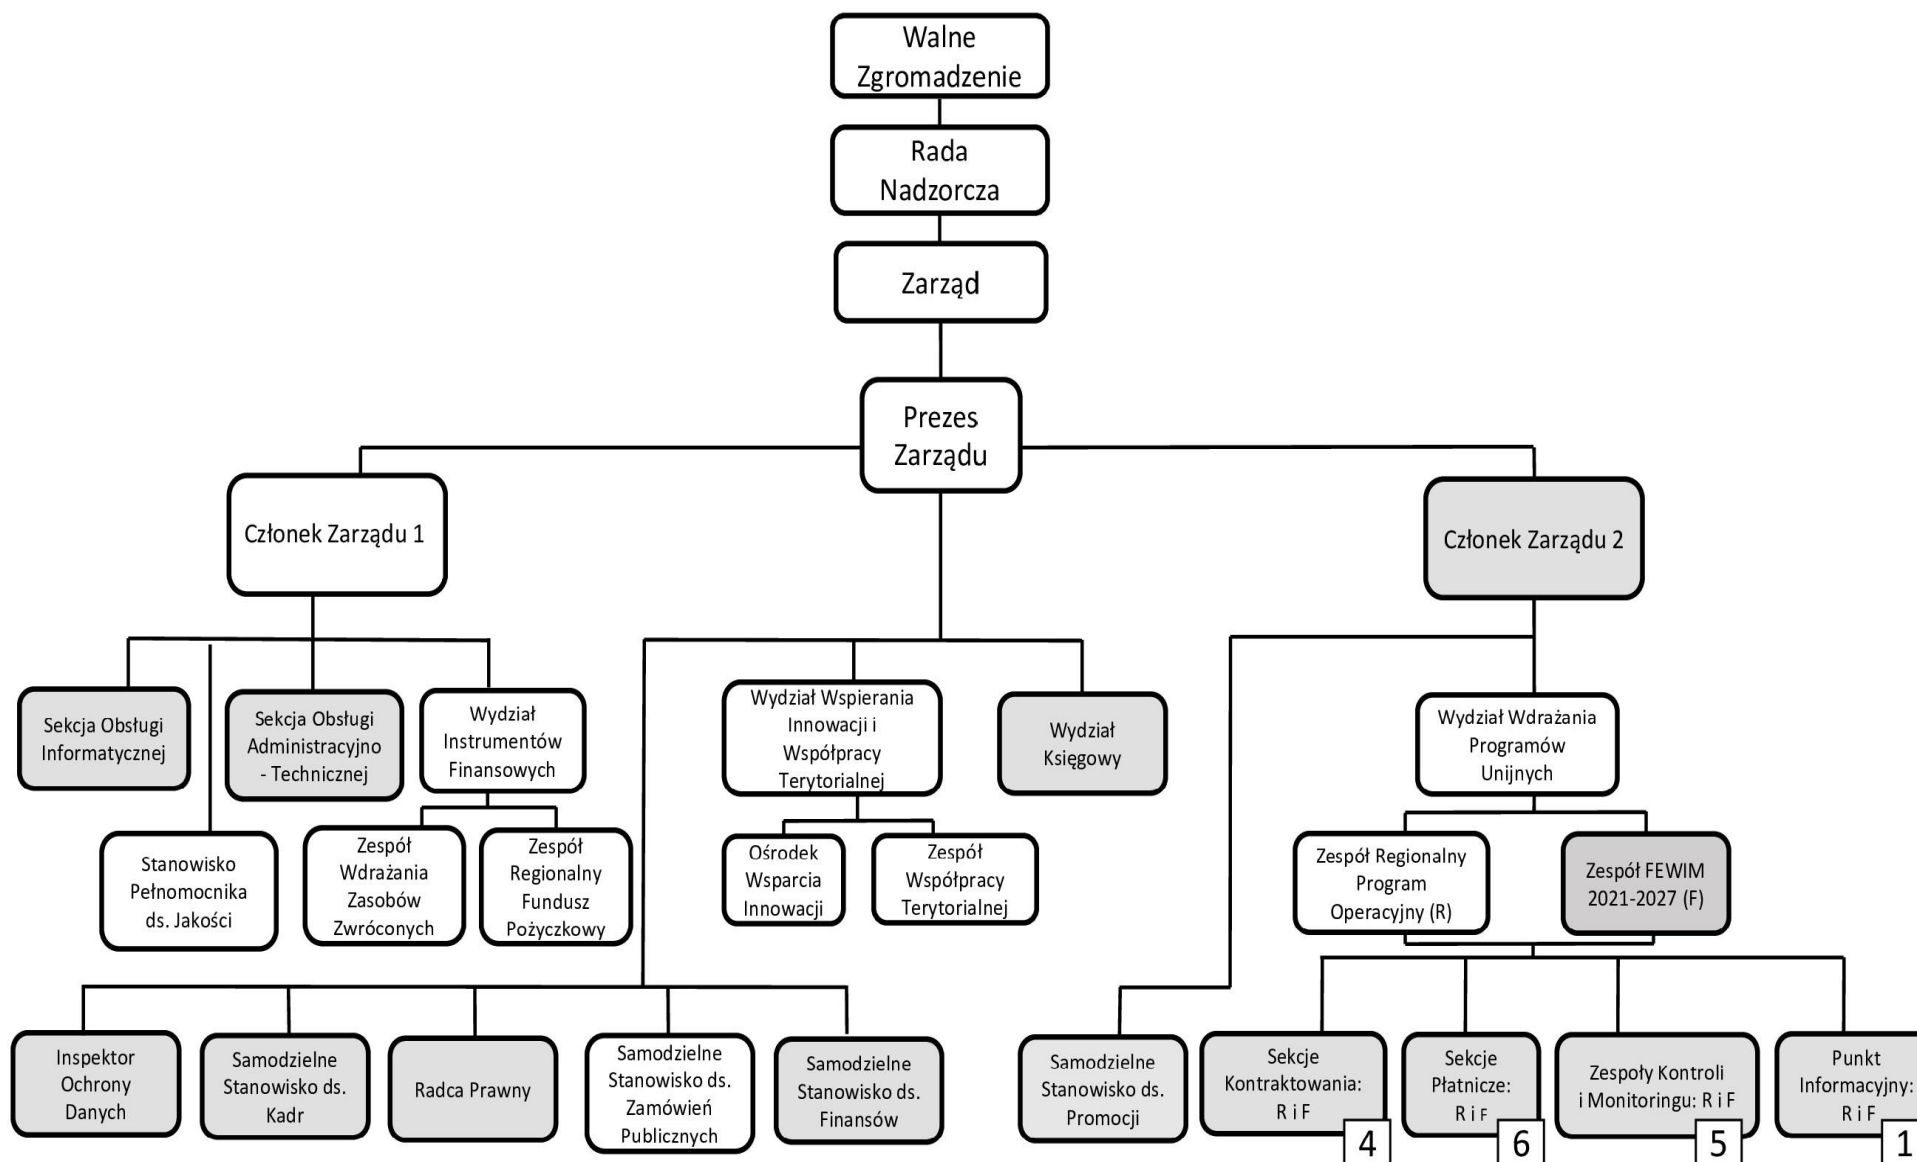 Walne
Zgromadzenie
Rada
Nadzorcza
Zarząd
Prezes
Zarządu
Członek Zarządu 1
Członek Zarządu 2
Sekcja Obsługi
Informatycznej
Sekcja Obsługi
Administracyjno
- Technicznej
Wydział
Instrumentów
Finansowych
Wydział Wspierania
Innowacji i
Współpracy
Terytorialnej
Wydział
Księgowy
Wydział Wdrażania
Programów
Unijnych
Stanowisko
Pełnomocnika
ds. Jakości
Zespół
Wdrażania
Zasobów
Zwróconych
Zespół
Regionalny
Fundusz
Pożyczkowy
Ośrodek
Wsparcia
Innowacji
Zespół
Współpracy
Terytorialnej
Zespół Regionalny
Program
Operacyjny (R)
Zespół FEWIM
2021-2027 (F)
Inspektor
Ochrony
Danych
Samodzielne
Stanowisko ds.
Kadr
Radca Prawny
Samodzielne
Stanowisko ds.
Zamówień
Publicznych
Samodzielne
Stanowisko ds.
Finansów
Samodzielne
Stanowisko ds.
Promocji
Sekcje
Kontraktowania:
R i F
4
Sekcje
Płatnicze:
R i F
6
Zespoły Kontroli
i Monitoringu: R i F
5
Punkt
Informacyjny:
R i F
1